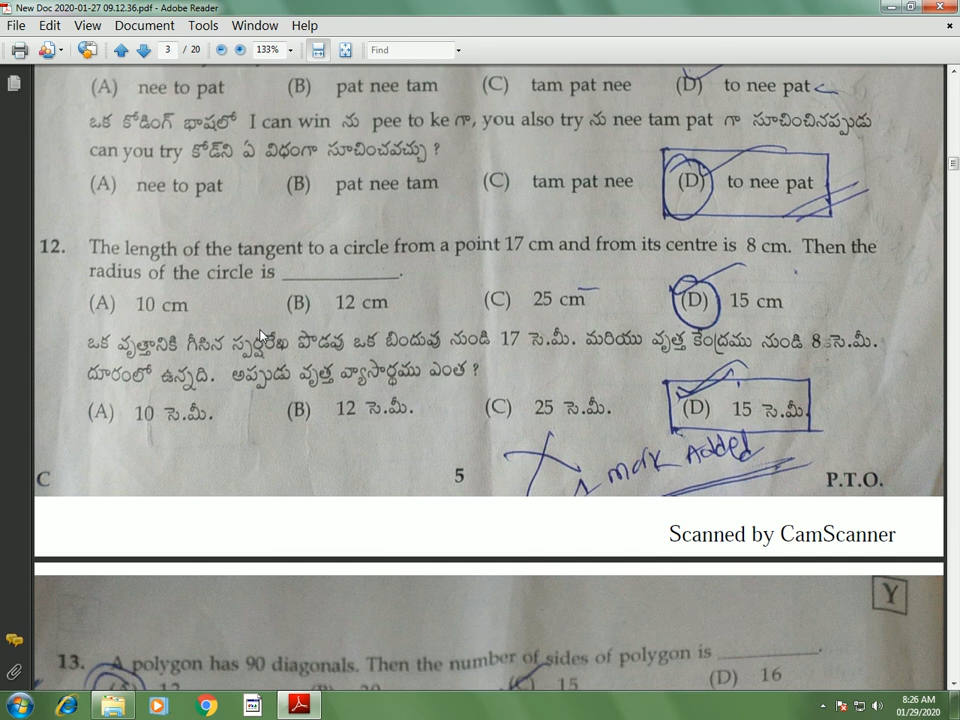 New Doc 2020-01-27 09.12.36.pdf - Adobe Reader
File Edit View Document Tools Window Help
3 / 20 133% Find
(A) nee to pat (B) pat nee tam (C) tam pat nee (D) to nee pat
ఒక కోడింగ్ భాషలో I can win ను pee to ke గా, you also try ను nee tam pat గా సూచించినప్పుడు
can you try కోడ్‌ని ఏ విధంగా సూచించవచ్చు ?
(A) nee to pat (B) pat nee tam (C) tam pat nee (D) to nee pat
12. The length of the tangent to a circle from a point 17 cm and from its centre is 8 cm. Then the
radius of the circle is ____________.
(A) 10 cm (B) 12 cm (C) 25 cm (D) 15 cm
ఒక వృత్తానికి గీసిన స్పర్శరేఖ పొడవు ఒక బిందువు నుండి 17 సె.మీ. మరియు వృత్త కేంద్రము నుండి 8 సె.మీ.
దూరంలో ఉన్నది. అప్పుడు వృత్త వ్యాసార్థము ఎంత ?
(A) 10 సె.మీ. (B) 12 సె.మీ. (C) 25 సె.మీ. (D) 15 సె.మీ.
1 mark Added
C 5 P.T.O.
Scanned by CamScanner
Y
13. A polygon has 90 diagonals. Then the number of sides of polygon is ___________.
(C) 15 (D) 16
8:26 AM
01/29/2020